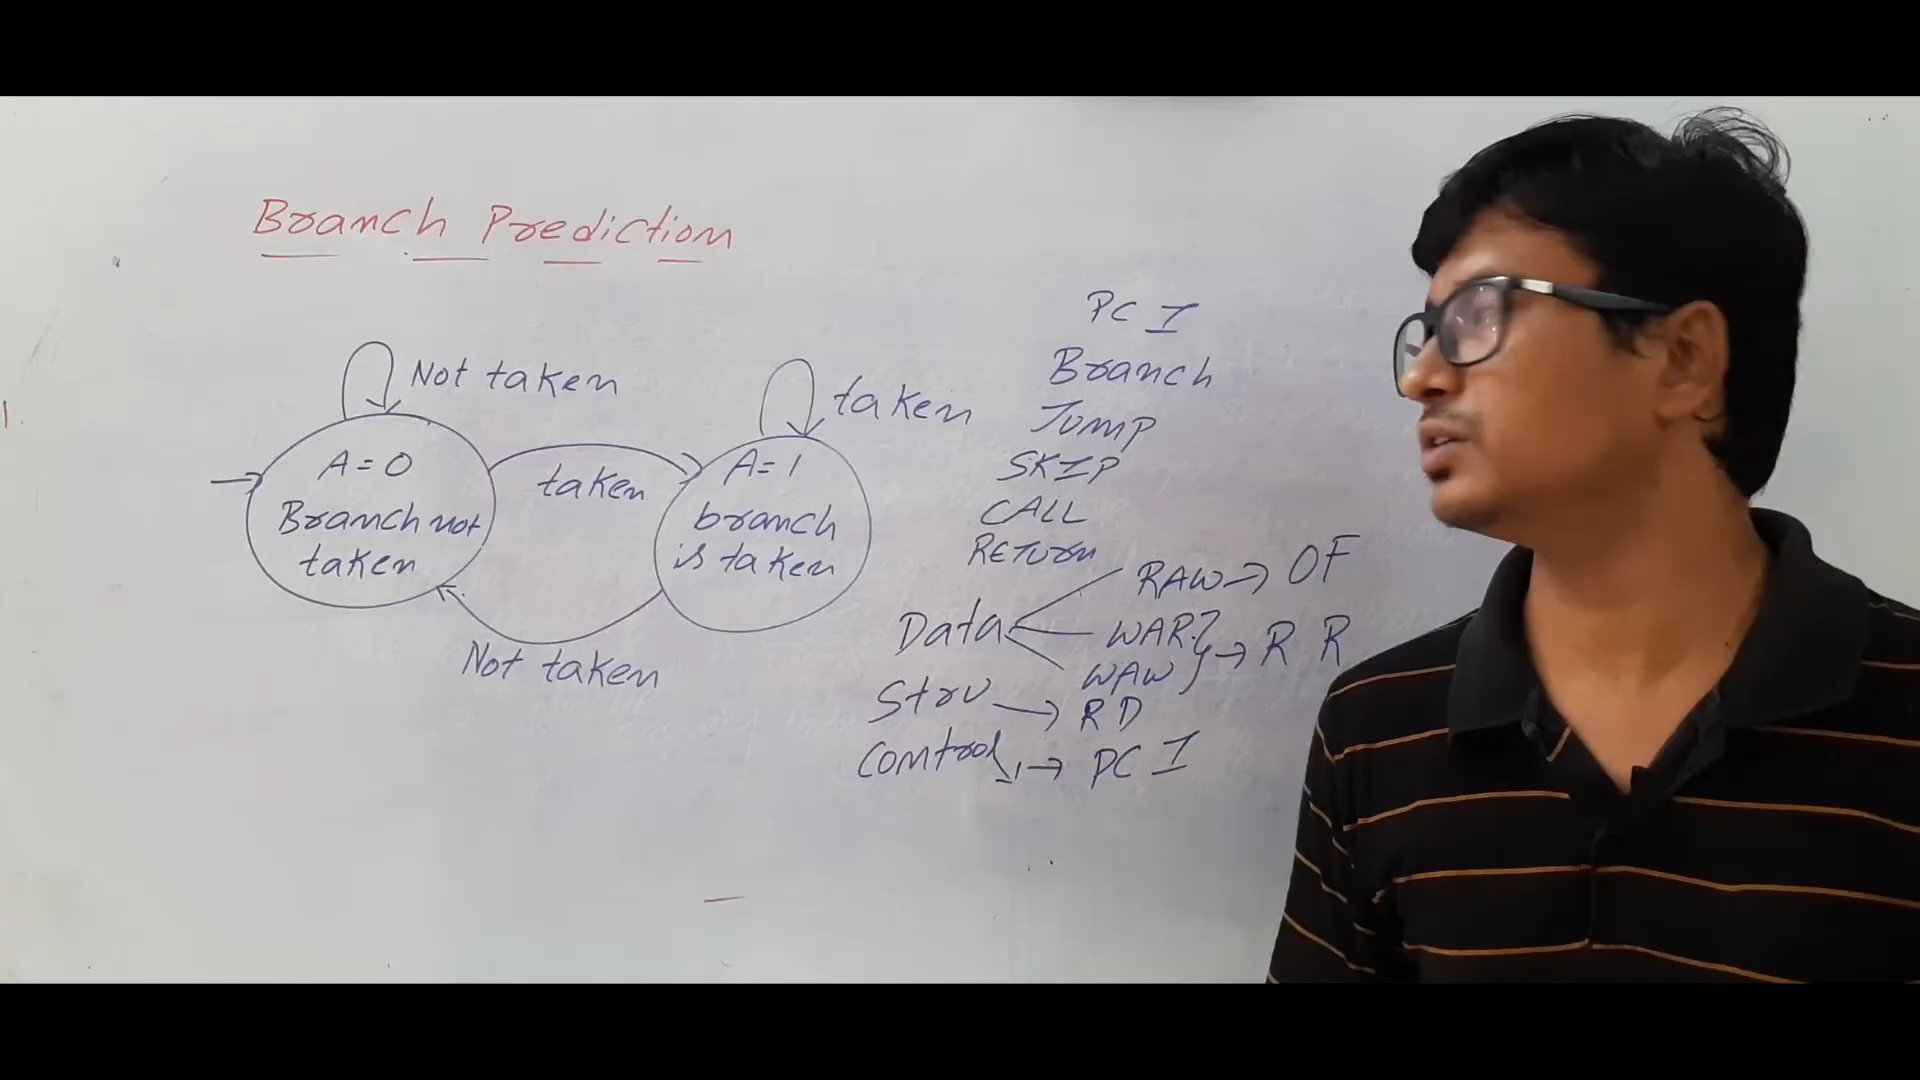 Branch Prediction
Not taken
taken
A=0
Branch not
taken
taken
A=1
branch
is taken
Not taken
PC I
Branch
Jump
SKIP
CALL
RETURN
Data
RAW → OF
WAR
WAW
→ R R
Stru → RD
Control → PC I